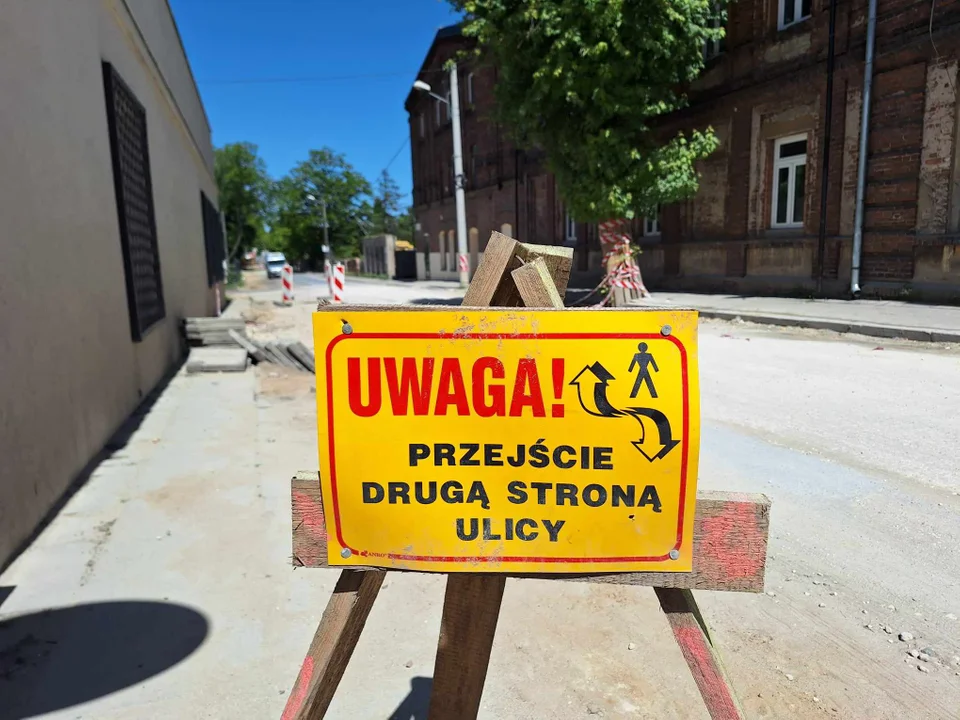 UWAGA!
PRZEJŚCIE
DRUGĄ STRONĄ
ULICY